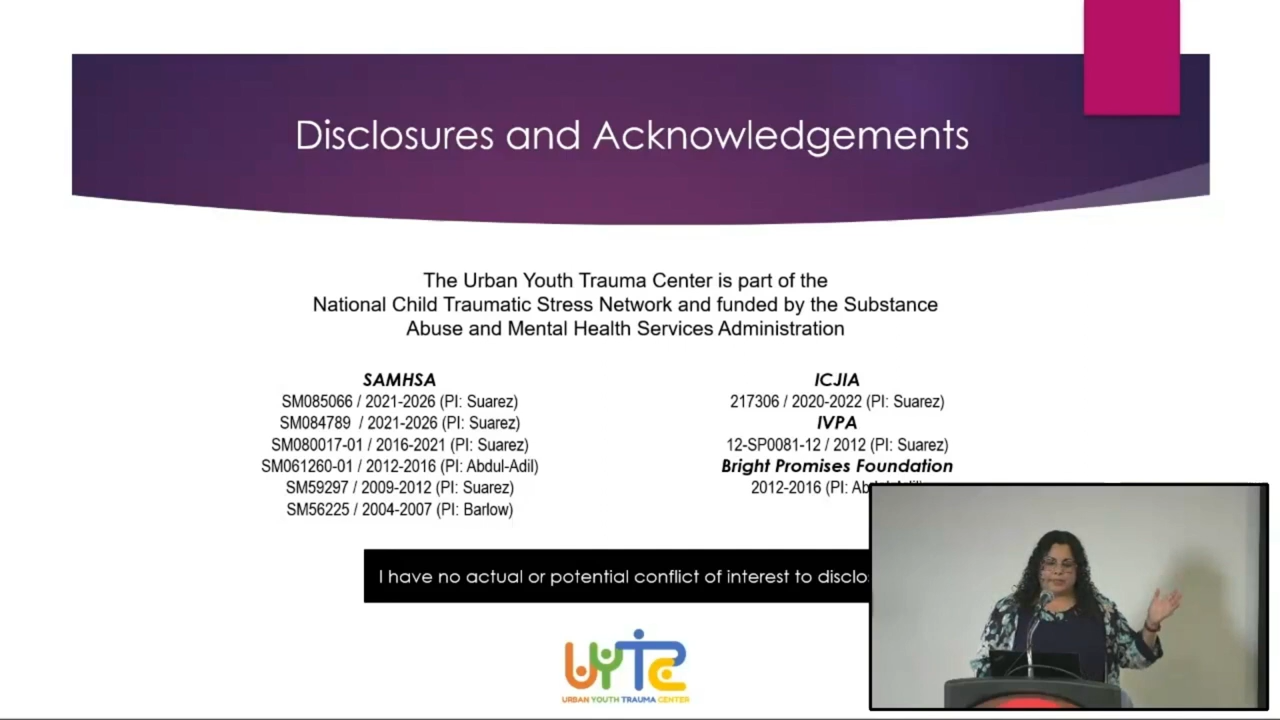 Disclosures and Acknowledgements
The Urban Youth Trauma Center is part of the
National Child Traumatic Stress Network and funded by the Substance
Abuse and Mental Health Services Administration
SAMHSA
SM085066 / 2021-2026 (PI: Suarez)
SM084789 / 2021-2026 (PI: Suarez)
SM080017-01 / 2016-2021 (PI: Suarez)
SM061260-01 / 2012-2016 (PI: Abdul-Adil)
SM59297 / 2009-2012 (PI: Suarez)
SM56225 / 2004-2007 (PI: Barlow)
ICJIA
217306 / 2020-2022 (PI: Suarez)
IVPA
12-SP0081-12 / 2012 (PI: Suarez)
Bright Promises Foundation
2012-2016 (PI:
I have no actual or potential conflict of interest to disclo
UYTC
URBAN YOUTH TRAUMA CENTER